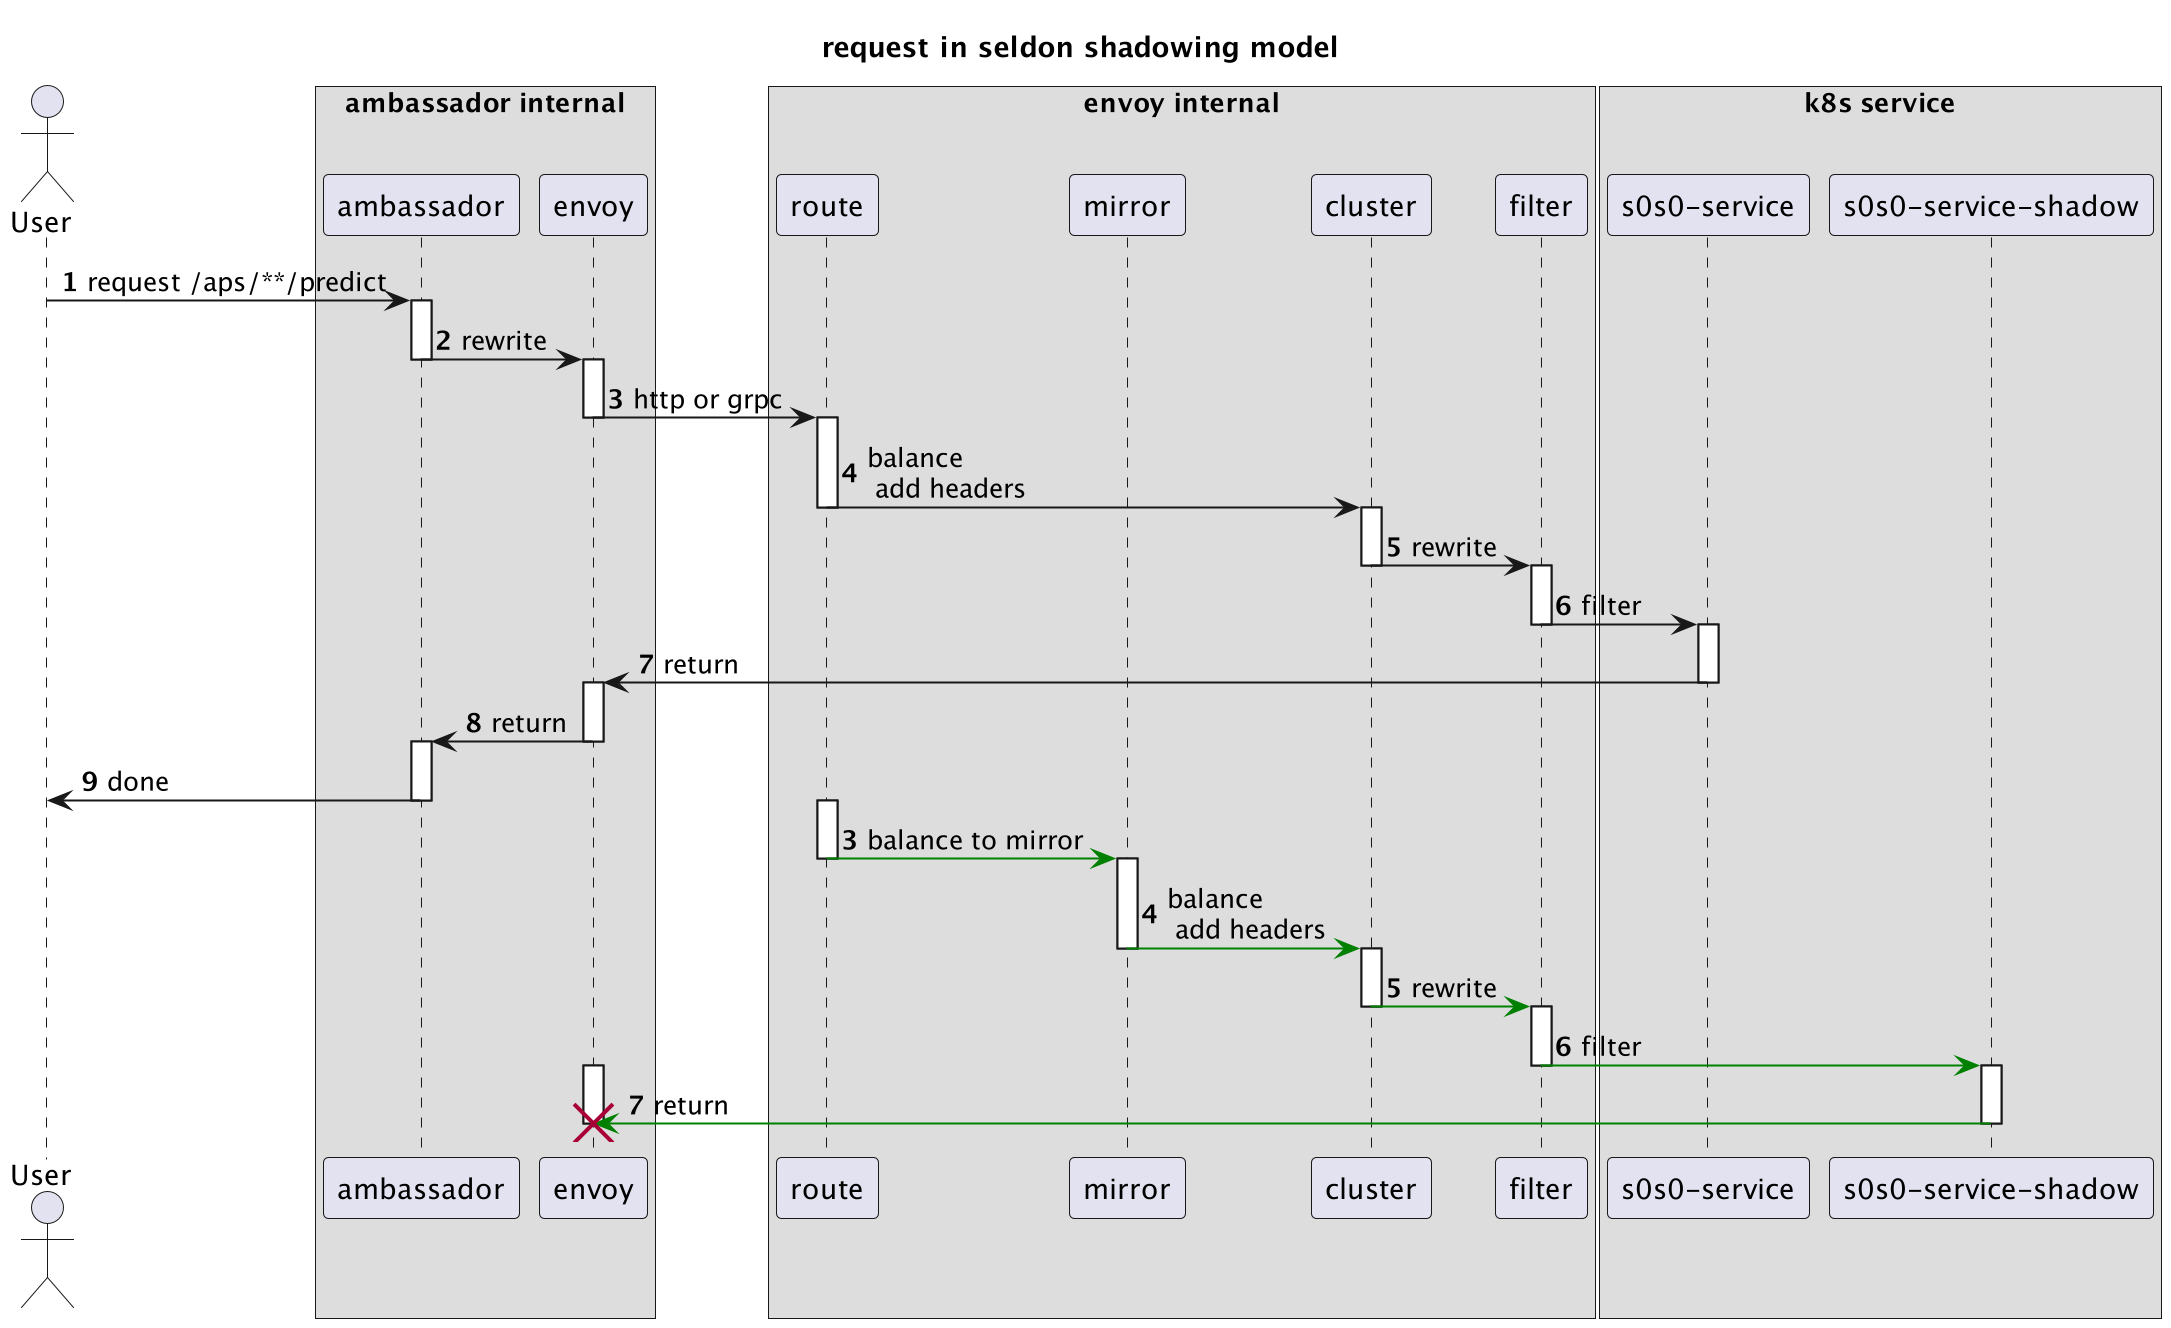 request in seldon shadowing model
ambassador internal
envoy internal
k8s service
User
ambassador
envoy
route
mirror
cluster
filter
s0s0-service
s0s0-service-shadow
1 request /aps/**/predict
2 rewrite
3 http or grpc
4 balance
add headers
5 rewrite
6 filter
7 return
8 return
9 done
3 balance to mirror
4 balance
add headers
5 rewrite
6 filter
7 return
User
ambassador
envoy
route
mirror
cluster
filter
s0s0-service
s0s0-service-shadow